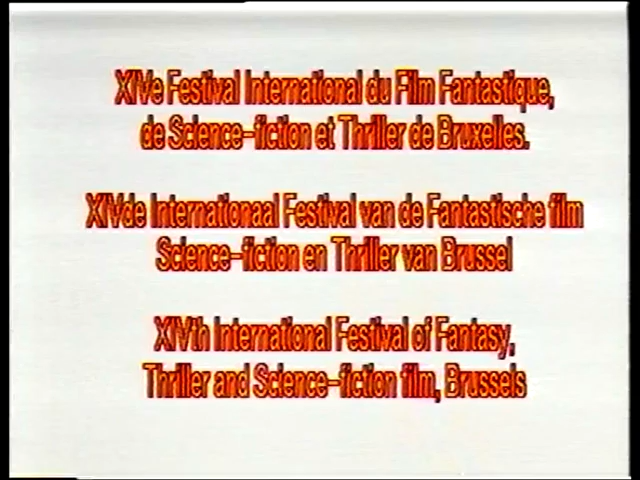 XIVe Festival International du Film Fantastique,
de Science-fiction et Thriller de Bruxelles.
XIVde Internationaal Festival van de Fantastische film
Science-fiction en Thriller van Brussel
XIVth International Festival of Fantasy,
Thriller and Science-fiction film, Brussels